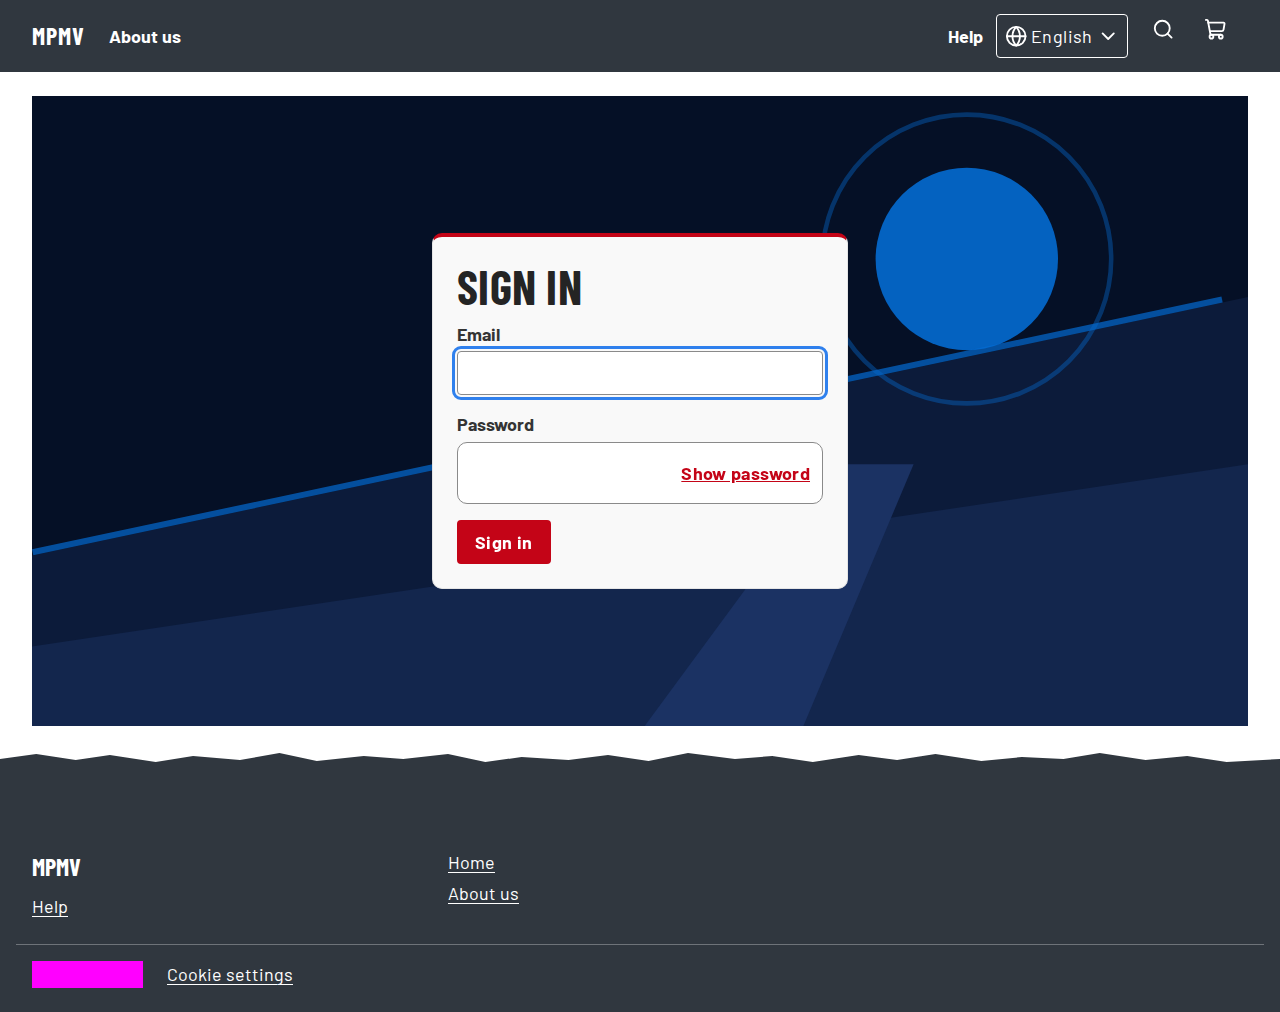 MPMV
About us
Help
English
SIGN IN
Email
Password
Show password
Sign in
MPMV
Help
Home
About us
Cookie settings